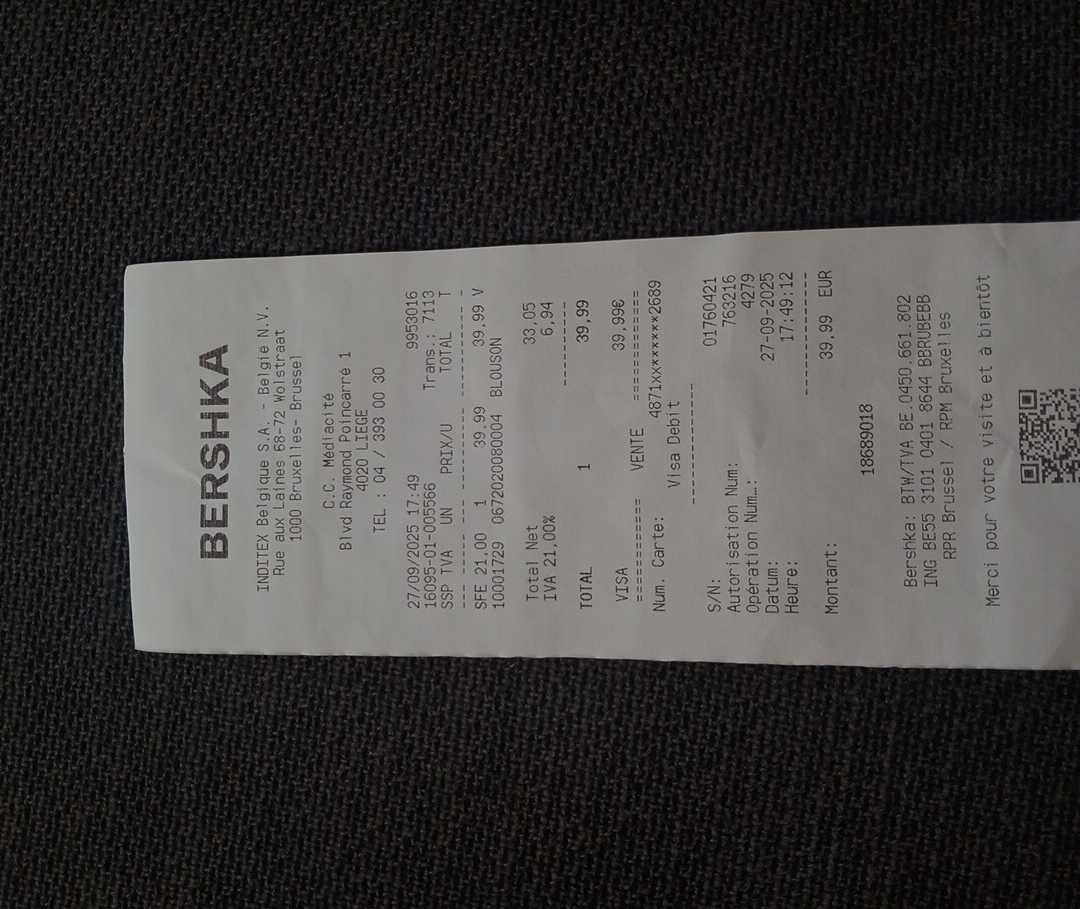 BERSHKA
INDITEX Belgique S.A. - België N.V.
Rue aux Laines 68-72 Wolstraat
1000 Bruxelles- Brussel
C.C. Médiacité
Blvd Raymond Poincarré 1
4020 LIEGE
TEL : 04 / 393 00 30
27/09/2025 17:49 9953016
16095-01-005566 Trans.: 7113
SSP TVA UN PRIX/U TOTAL T
SFE 21,00 1 39,99 39,99 V
10001729 0672020080004 BLOUSON
Total Net 33,05
IVA 21,00% 6,94
TOTAL 1 39,99
VISA 39,99€
========== VENTE ===========
Num. Carte: 4871xx******2689
Visa Debit
S/N: 01760421
Autorisation Num: 763216
Opération Num..: 4279
Datum: 27-09-2025
Heure: 17:49:12
Montant: 39,99 EUR
18689018
Bershka: BTW/TVA BE.0450.661.802
ING BE55 3101 0401 8644 BBRUBEBB
RPR Brussel / RPM Bruxelles
Merci pour votre visite et à bientôt